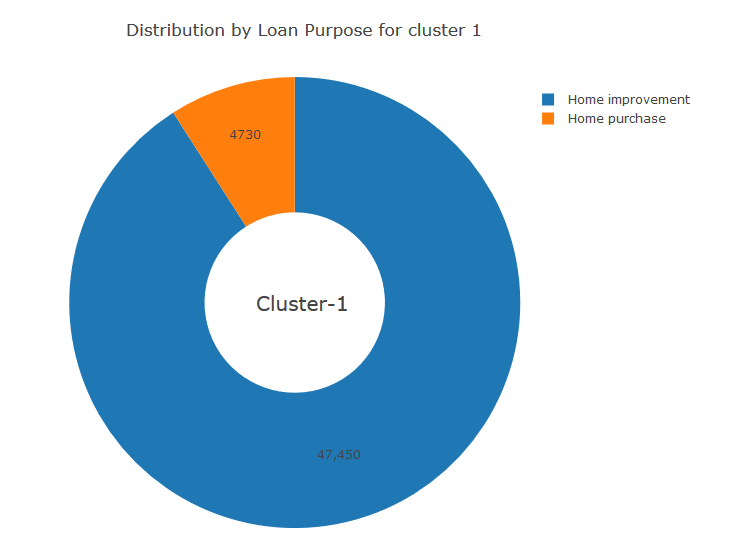 Distribution by Loan Purpose for cluster 1
Home improvement
Home purchase
4730
Cluster-1
47,450